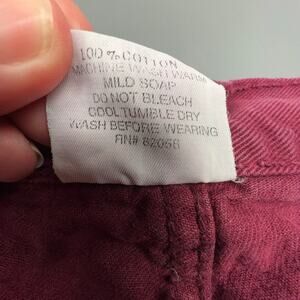 100% COTTON
MACHINE WASH WARM
MILD SOAP
DO NOT BLEACH
COOL TUMBLE DRY
WASH BEFORE WEARING
RN# 82058